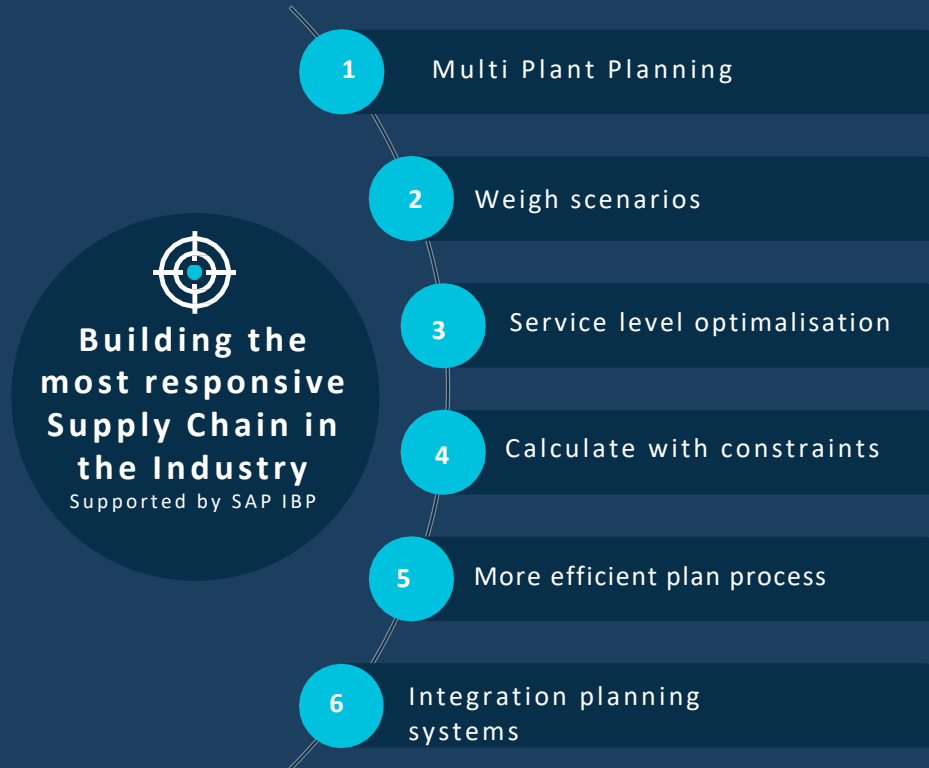 Building the
most responsive
Supply Chain in
the Industry
Supported by SAP IBP
1
Multi Plant Planning
2
Weigh scenarios
3
Service level optimalisation
4
Calculate with constraints
5
More efficient plan process
6
Integration planning
systems